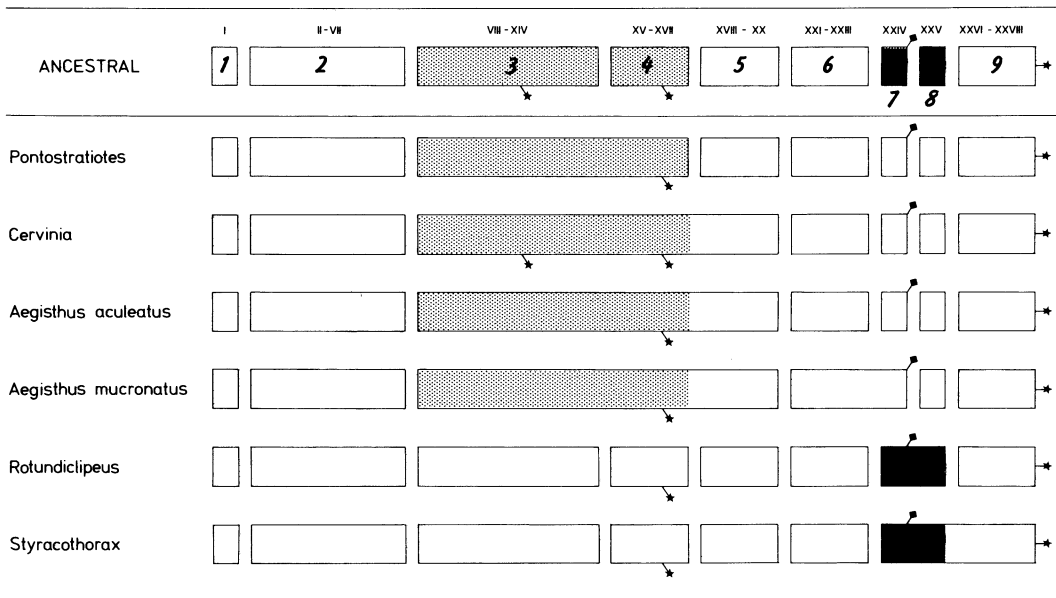 I II - VII VIII - XIV XV - XVII XVIII - XX XXI - XXIII XXIV XXV XXVI - XXVIII
ANCESTRAL 1 2 3 4 5 6 9
7 8
Pontostratiotes
Cervinia
Aegisthus aculeatus
Aegisthus mucronatus
Rotundiclipeus
Styracothorax